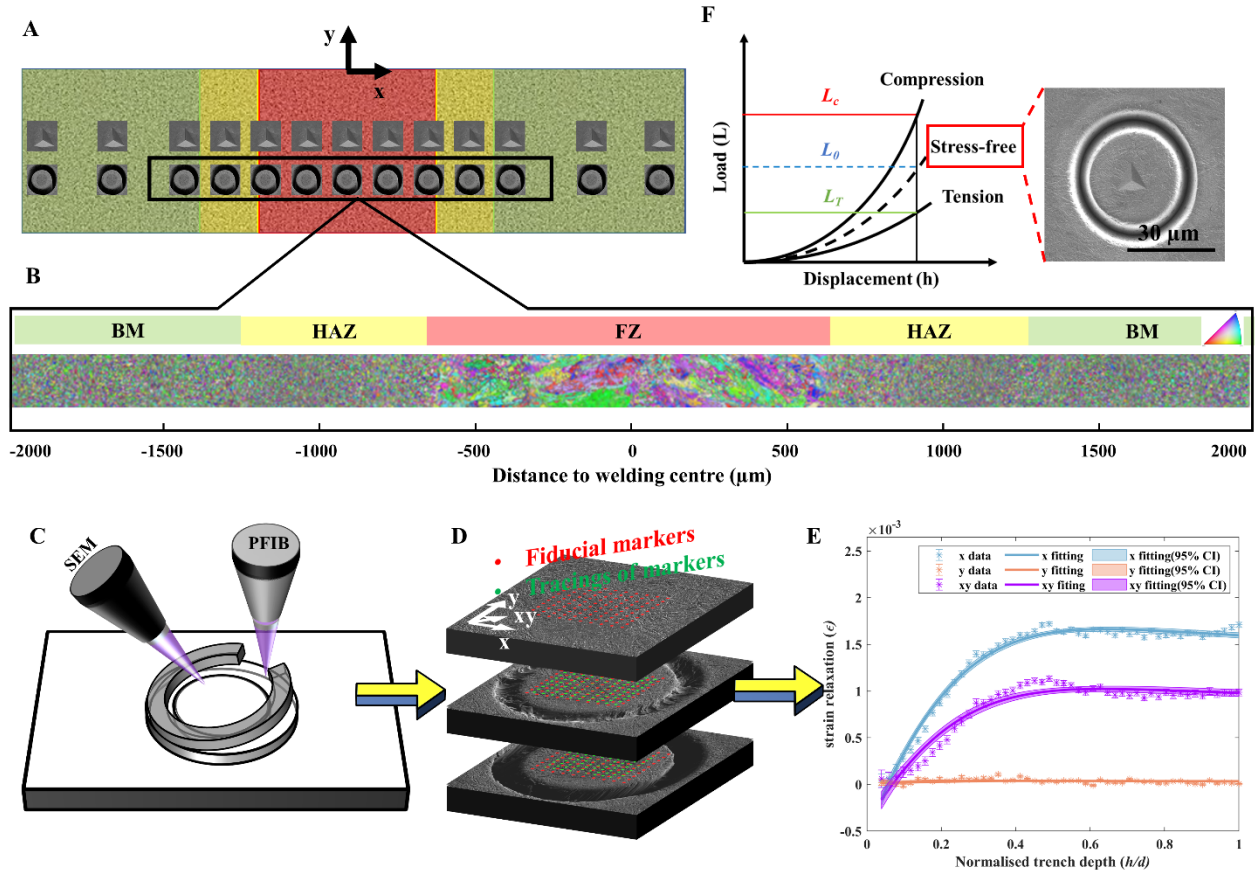 A
y
x
B
BM HAZ FZ HAZ BM
-2000 -1500 -1000 -500 0 500 1000 1500 2000
Distance to welding centre (µm)
F
Load (L)
Compression
L_c
L_0
Stress-free
L_T
Tension
Displacement (h)
30 µm
C
SEM
PFIB
D
• Fiducial markers
• Tracings of markers
y
xy
x
E
×10⁻³
x data x fitting x fitting(95% CI)
y data y fitting y fitting(95% CI)
xy data xy fiting xy fitting(95% CI)
2.5
2
1.5
1
0.5
0
-0.5
strain relaxation (ϵ)
0 0.2 0.4 0.6 0.8 1
Normalised trench depth (h/d)